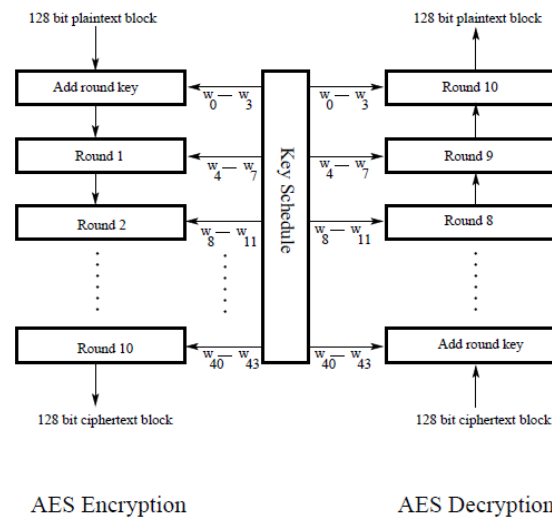 128 bit plaintext block
128 bit plaintext block
Add round key
w0 — w3
w0 — w3
Round 10
Round 1
w4 — w7
Key Schedule
w4 — w7
Round 9
Round 2
w8 — w11
w8 — w11
Round 8
Round 10
w40 — w43
w40 — w43
Add round key
128 bit ciphertext block
128 bit ciphertext block
AES Encryption
AES Decryption